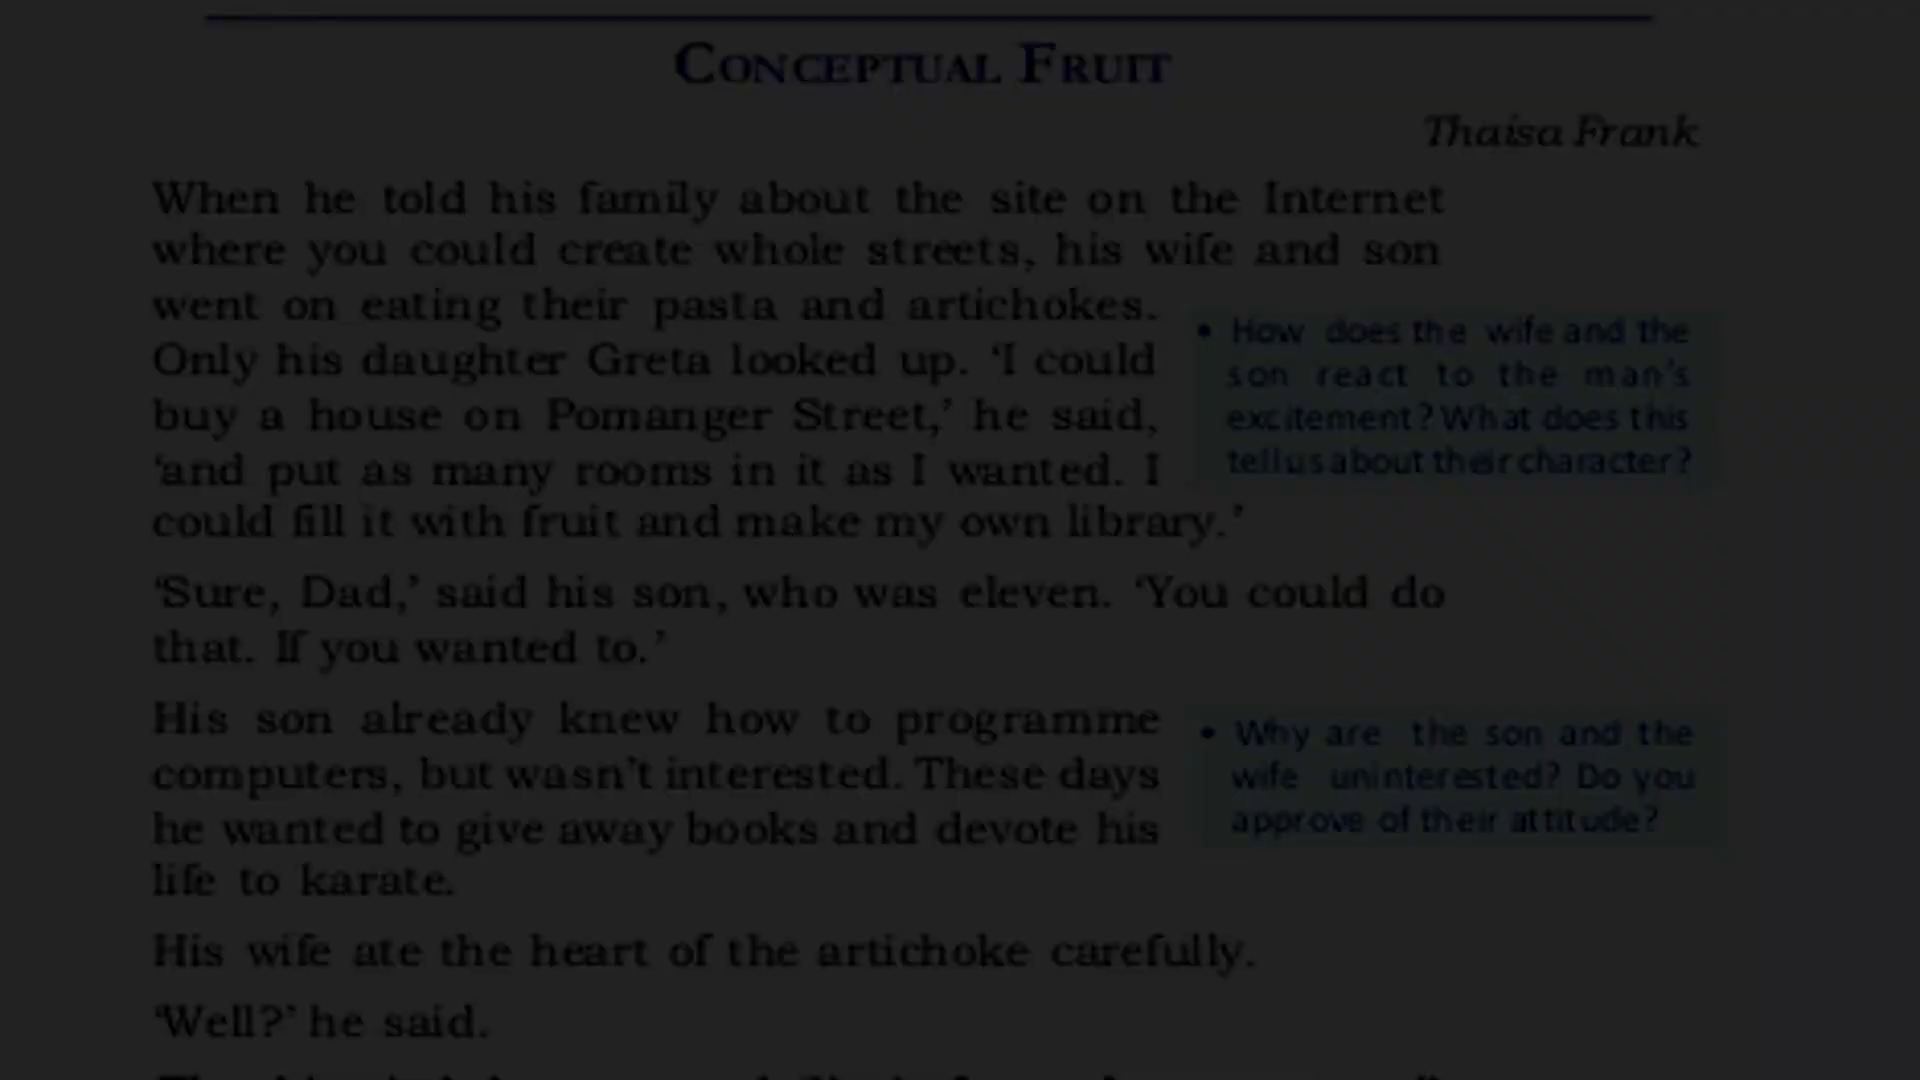 CONCEPTUAL FRUIT
Thaisa Frank
When he told his family about the site on the Internet
where you could create whole streets, his wife and son
went on eating their pasta and artichokes.
Only his daughter Greta looked up. ‘I could
buy a house on Pomanger Street,’ he said,
‘and put as many rooms in it as I wanted. I
could fill it with fruit and make my own library.’
• How does the wife and the
son react to the man’s
excitement? What does this
tell us about their character?
‘Sure, Dad,’ said his son, who was eleven. ‘You could do
that. If you wanted to.’
His son already knew how to programme
computers, but wasn’t interested. These days
he wanted to give away books and devote his
life to karate.
• Why are the son and the
wife uninterested? Do you
approve of their attitude?
His wife ate the heart of the artichoke carefully.
‘Well?’ he said.